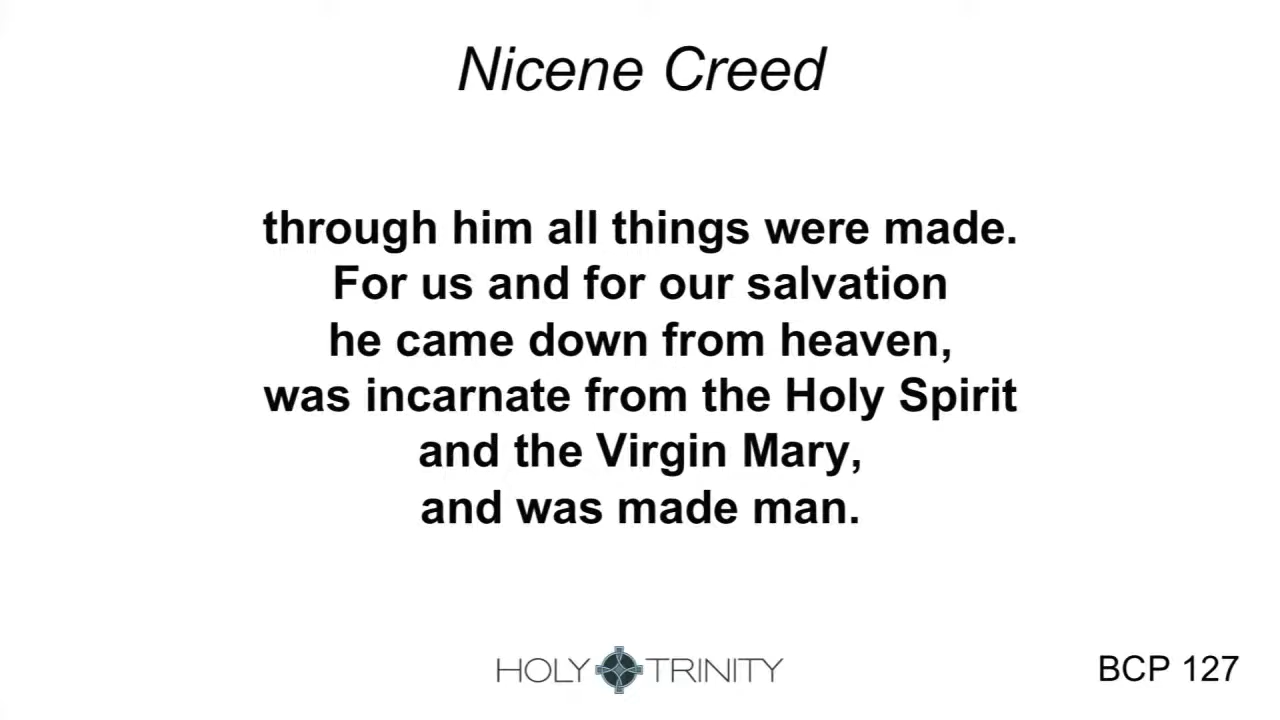 Nicene Creed
through him all things were made.
For us and for our salvation
he came down from heaven,
was incarnate from the Holy Spirit
and the Virgin Mary,
and was made man.
HOLY TRINITY
BCP 127